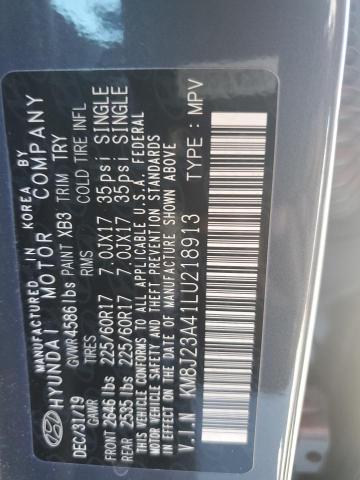 MANUFACTURED IN KOREA BY
HYUNDAI MOTOR COMPANY
DEC/31/19 GVWR 4586 lbs PAINT XB3 TRIM TRY
GAWR TIRES RIMS COLD TIRE INFL
FRONT 2646 lbs 225/60R17 7.0JX17 35psi SINGLE
REAR 2535 lbs 225/60R17 7.0JX17 35psi SINGLE
THIS VEHICLE CONFORMS TO ALL APPLICABLE U.S.A. FEDERAL
MOTOR VEHICLE SAFETY, BUMPER, AND THEFT PREVENTION STANDARDS
IN EFFECT ON THE DATE OF MANUFACTURE SHOWN ABOVE
V.I.N KM8J23A41LU218913 TYPE : MPV